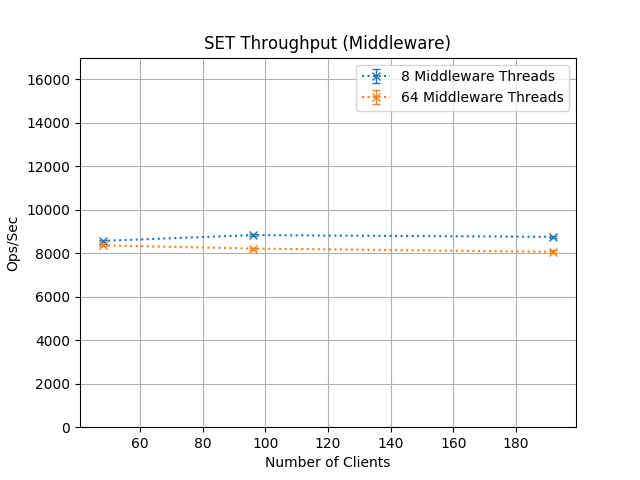 SET Throughput (Middleware)
8 Middleware Threads
64 Middleware Threads
16000
14000
12000
10000
8000
6000
4000
2000
0
Ops/Sec
60 80 100 120 140 160 180
Number of Clients